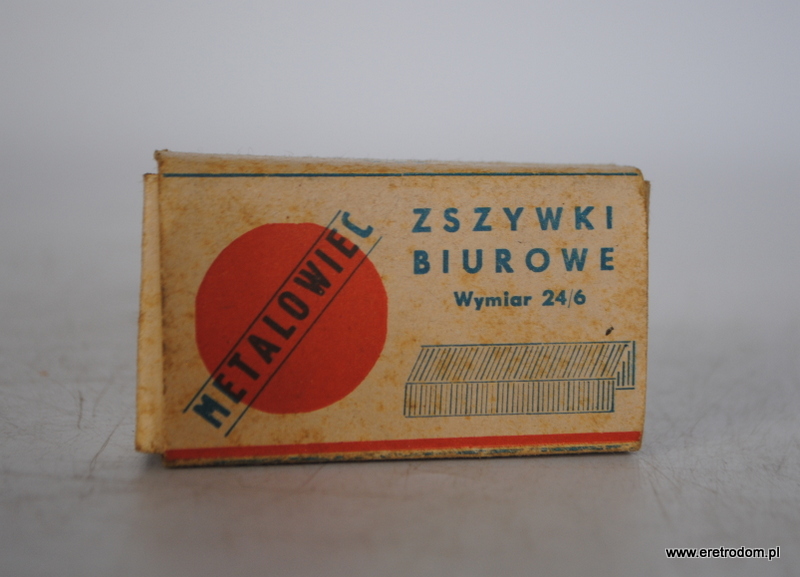 METALOWIEC
ZSZYWKI
BIUROWE
Wymiar 24/6
www.eretrodom.pl